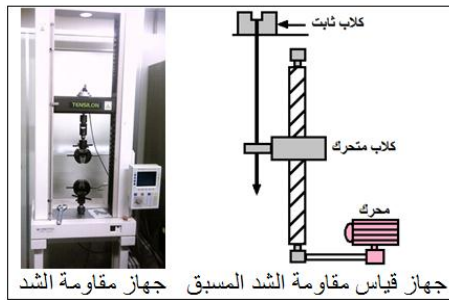 كلاب ثابت
TENSILON
كلاب متحرك
محرك
جهاز قياس مقاومة الشد المسبق
جهاز مقاومة الشد